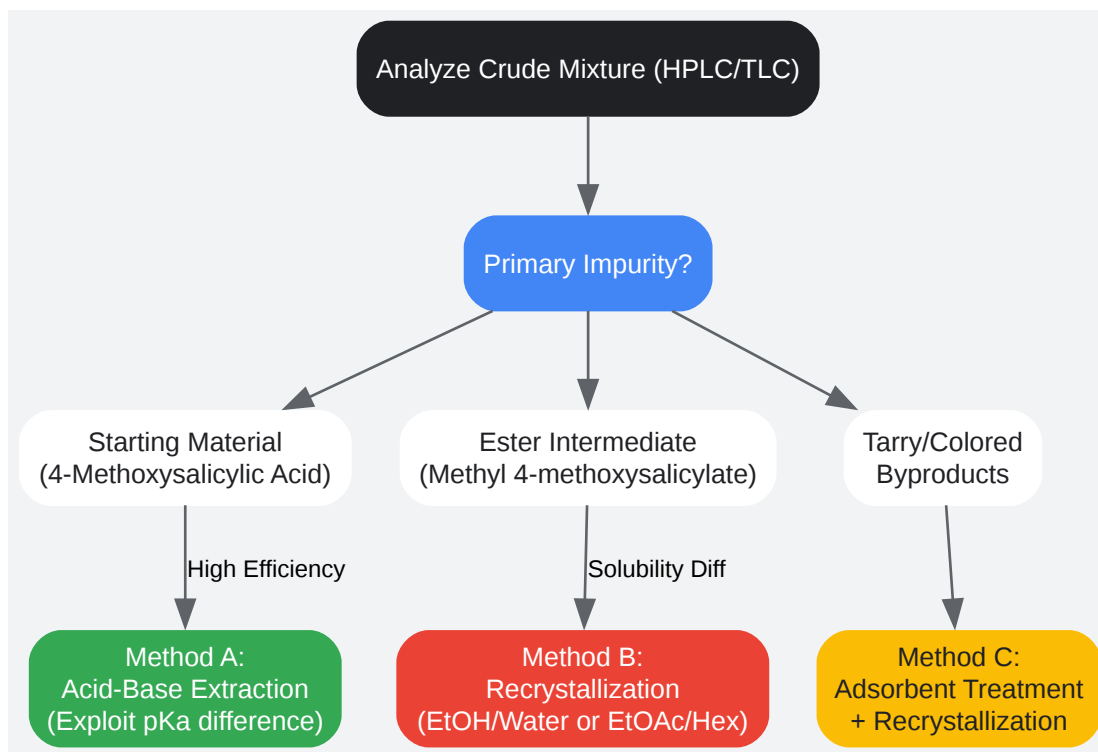 Analyze Crude Mixture (HPLC/TLC)
Primary Impurity?
Starting Material
(4-Methoxysalicylic Acid)
Ester Intermediate
(Methyl 4-methoxysalicylate)
Tarry/Colored
Byproducts
High Efficiency
Solubility Diff
Method A:
Acid-Base Extraction
(Exploit pKa difference)
Method B:
Recrystallization
(EtOH/Water or EtOAc/Hex)
Method C:
Adsorbent Treatment
+ Recrystallization